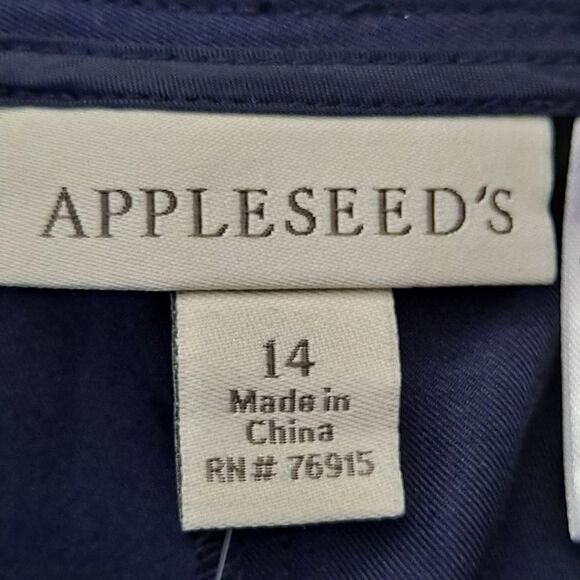 APPLESEED'S
14
Made in
China
RN# 76915